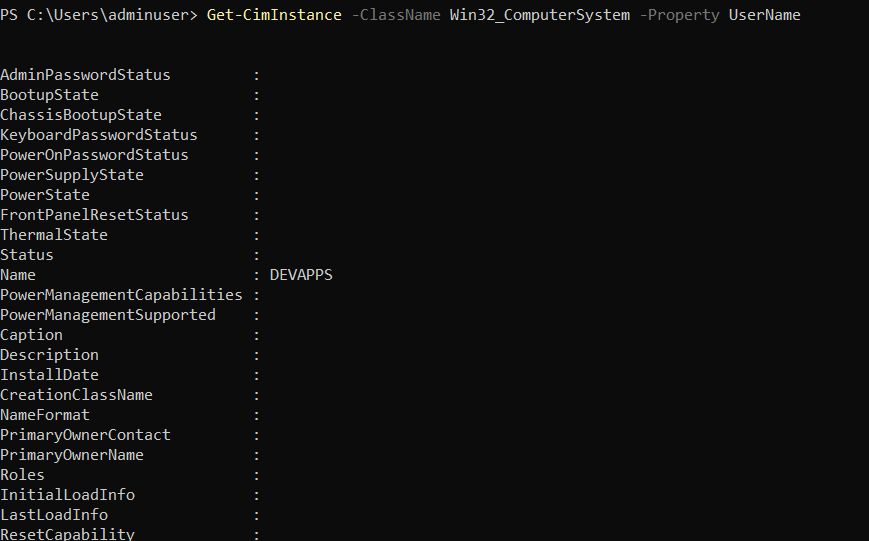 PS C:\Users\adminuser> Get-CimInstance -ClassName Win32_ComputerSystem -Property UserName
AdminPasswordStatus         :
BootupState                 :
ChassisBootupState          :
KeyboardPasswordStatus      :
PowerOnPasswordStatus       :
PowerSupplyState            :
PowerState                  :
FrontPanelResetStatus       :
ThermalState                :
Status                      :
Name                        : DEVAPPS
PowerManagementCapabilities :
PowerManagementSupported    :
Caption                     :
Description                 :
InstallDate                 :
CreationClassName           :
NameFormat                  :
PrimaryOwnerContact         :
PrimaryOwnerName            :
Roles                       :
InitialLoadInfo             :
LastLoadInfo                :
ResetCapability             :